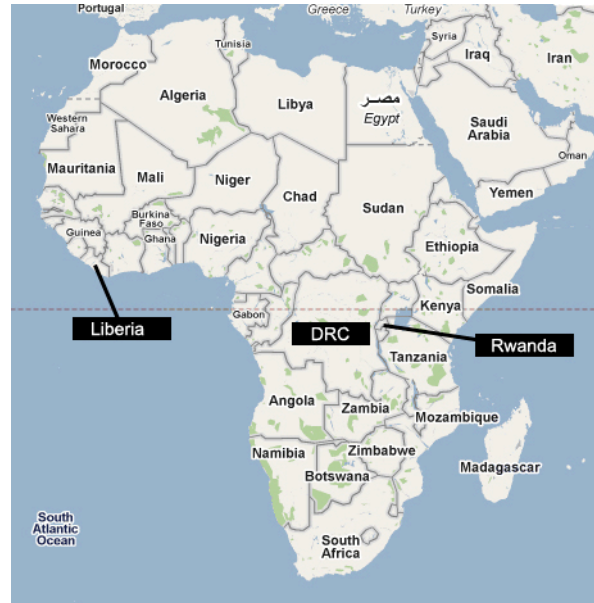 Portugal
Greece
Turkey
Tunisia
Syria
Iraq
Iran
Morocco
Algeria
Libya
مصر
Egypt
Saudi
Arabia
Western
Sahara
Oman
Mauritania
Mali
Niger
Chad
Sudan
Yemen
Burkina
Faso
Guinea
Ghana
Nigeria
Ethiopia
Somalia
Kenya
Gabon
Liberia
DRC
Rwanda
Tanzania
Angola
Zambia
Mozambique
Namibia
Zimbabwe
Botswana
Madagascar
South
Atlantic
Ocean
South
Africa